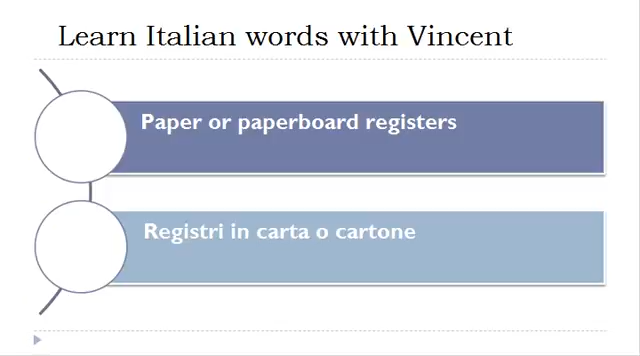 Learn Italian words with Vincent
Paper or paperboard registers
Registri in carta o cartone